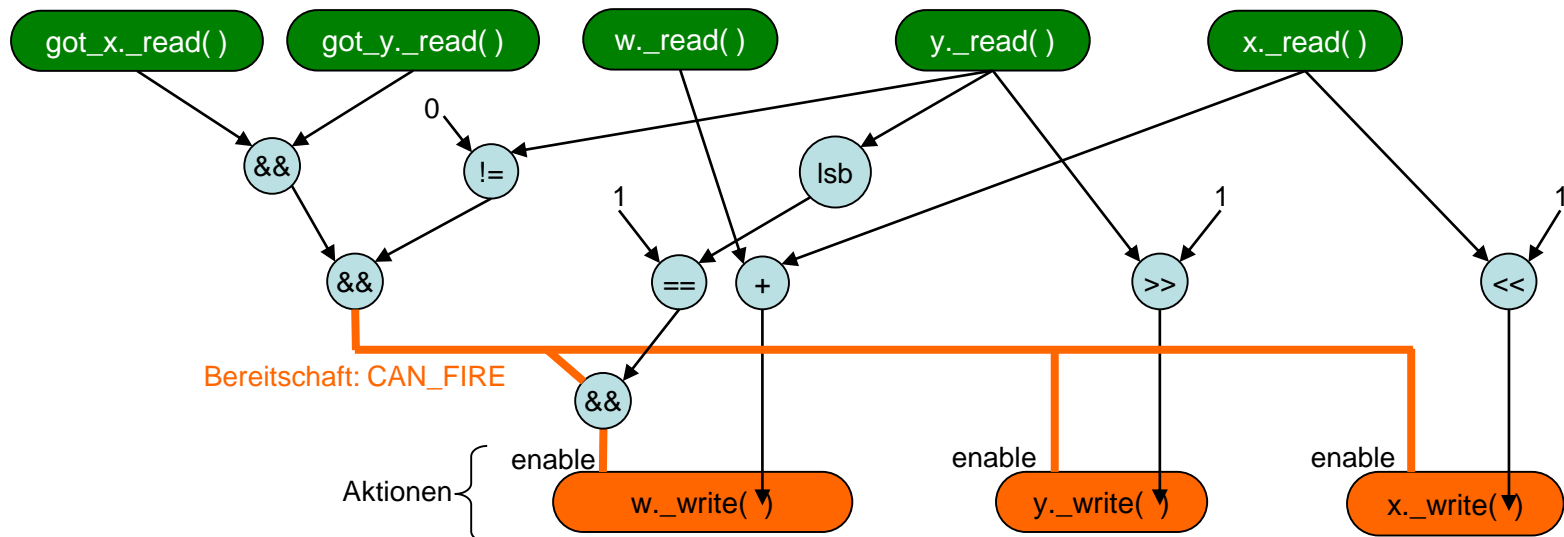 got_x._read( )
got_y._read( )
w._read( )
y._read( )
x._read( )
0
&&
!=
lsb
1
1
1
&&
==
+
>>
<<
Bereitschaft: CAN_FIRE
&&
enable
enable
enable
Aktionen
w._write( )
y._write( )
x._write( )